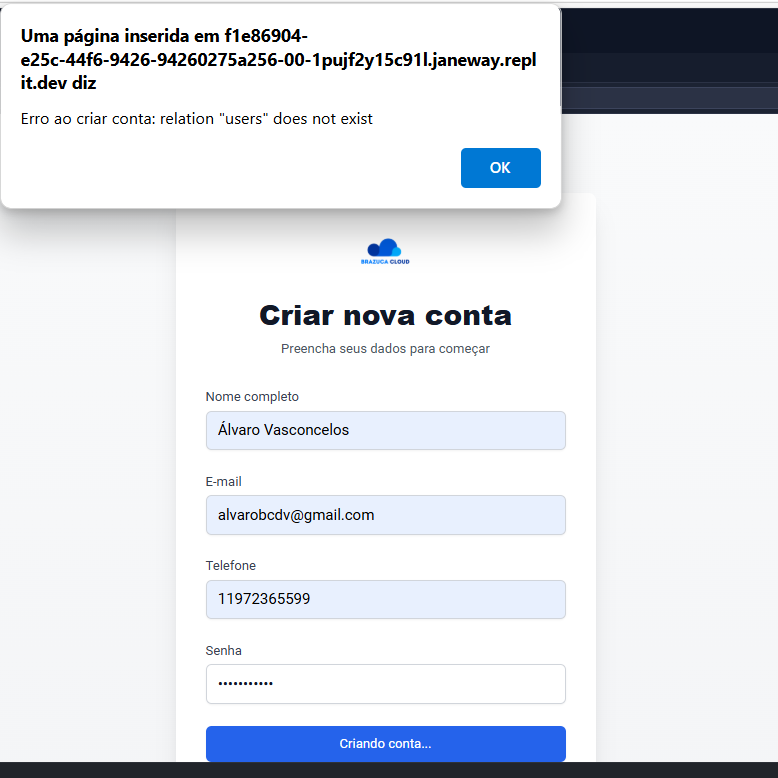 Uma página inserida em f1e86904-
e25c-44f6-9426-94260275a256-00-1pujf2y15c91l.janeway.repl
it.dev diz
Erro ao criar conta: relation "users" does not exist
OK
BRAZUCA CLOUD
Criar nova conta
Preencha seus dados para começar
Nome completo
Álvaro Vasconcelos
E-mail
alvarobcdv@gmail.com
Telefone
11972365599
Senha
•••••••••••
Criando conta...